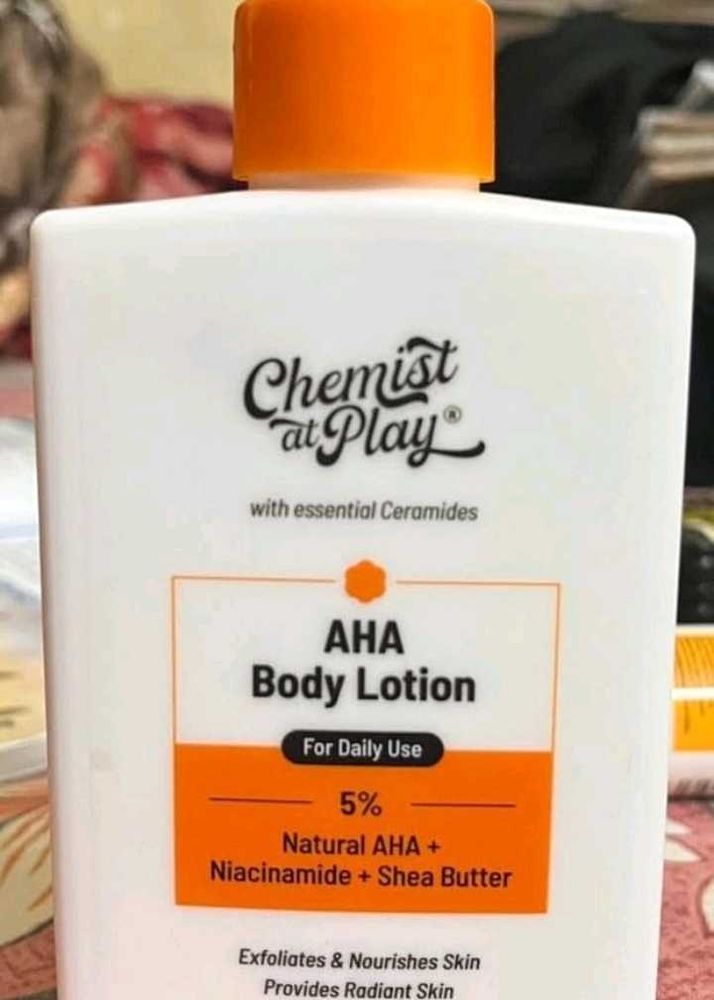 Chemist
at Play®
with essential Ceramides
AHA
Body Lotion
For Daily Use
5%
Natural AHA +
Niacinamide + Shea Butter
Exfoliates & Nourishes Skin
Provides Radiant Skin